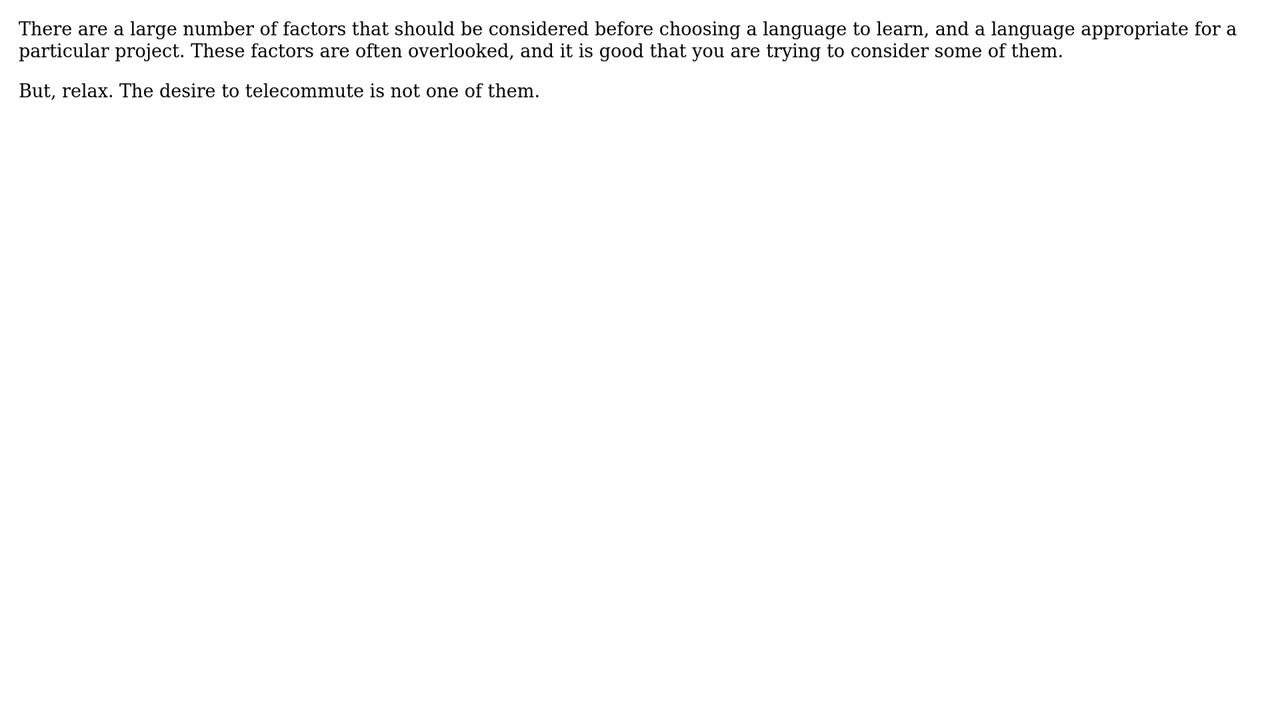 There are a large number of factors that should be considered before choosing a language to learn, and a language appropriate for a
particular project. These factors are often overlooked, and it is good that you are trying to consider some of them.
But, relax. The desire to telecommute is not one of them.